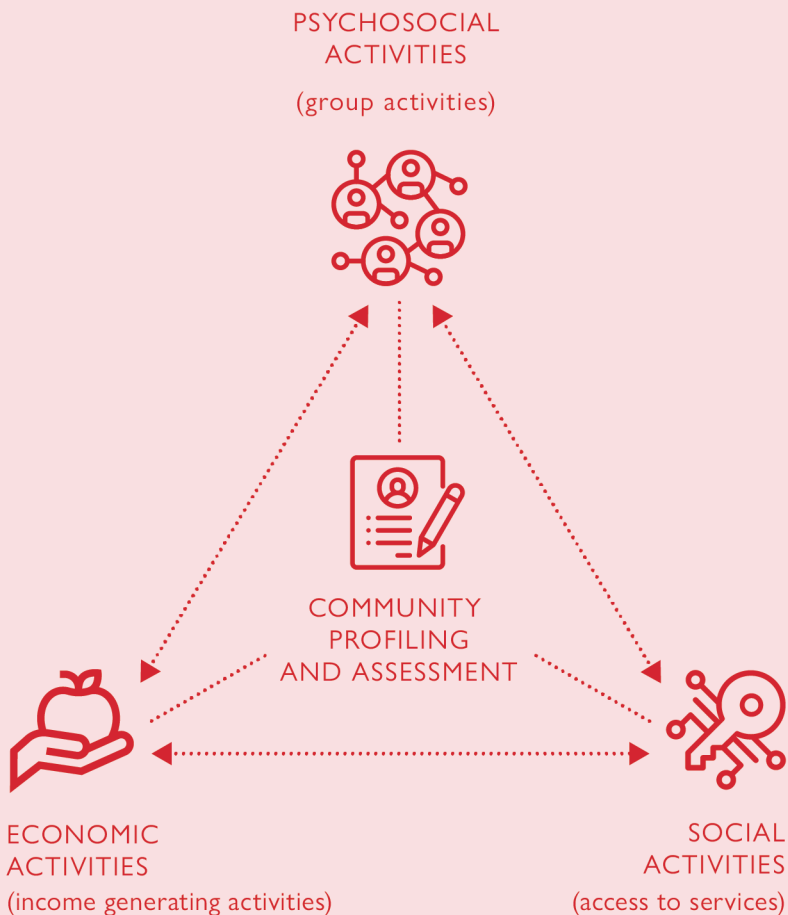 PSYCHOSOCIAL
ACTIVITIES
(group activities)
COMMUNITY
PROFILING
AND ASSESSMENT
ECONOMIC
ACTIVITIES
(income generating activities)
SOCIAL
ACTIVITIES
(access to services)